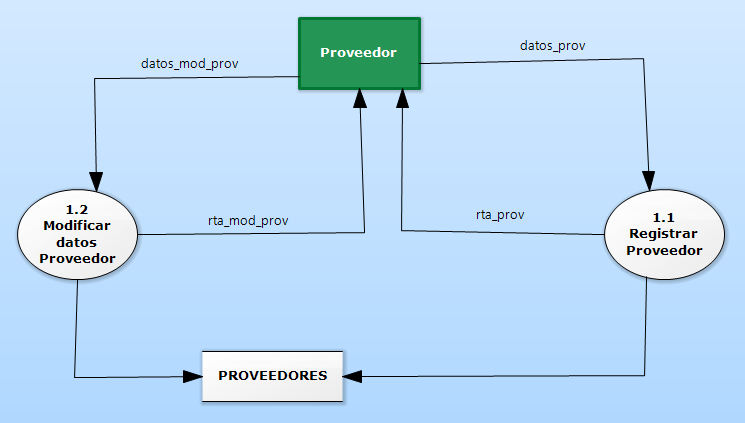 datos_prov
Proveedor
datos_mod_prov
1.2
Modificar
datos
Proveedor
rta_mod_prov
rta_prov
1.1
Registrar
Proveedor
PROVEEDORES